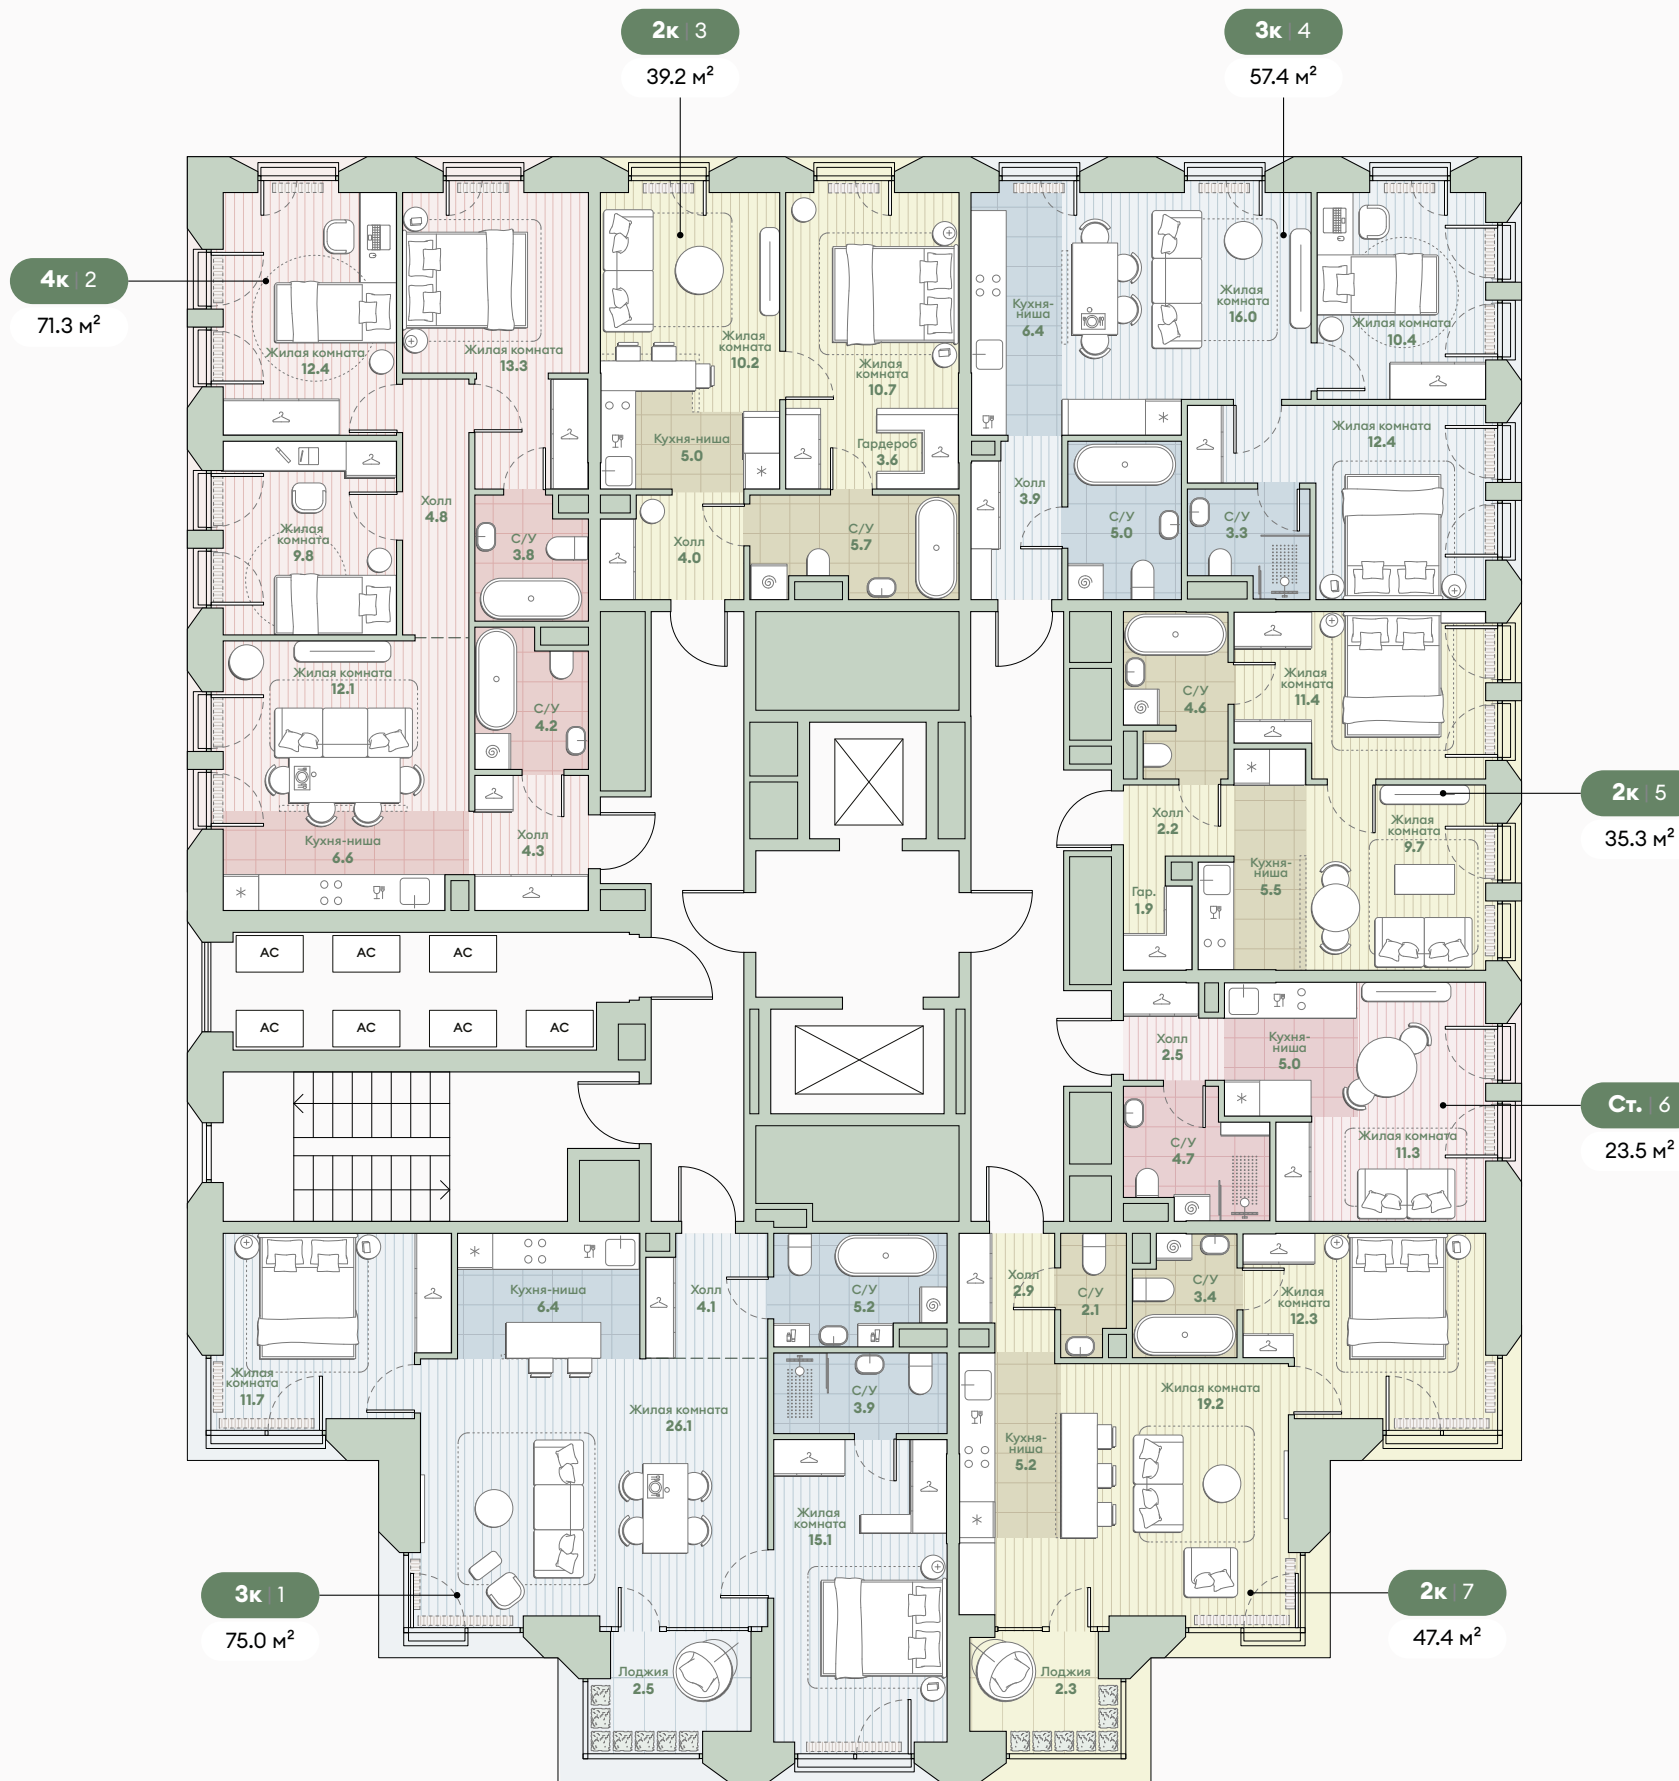 2к | 3
39.2 м²
3к | 4
57.4 м²
4к | 2
71.3 м²
Жилая комната
12.4
Жилая комната
13.3
Жилая
комната
10.2
Жилая
комната
10.7
Кухня-
ниша
6.4
Жилая
комната
16.0
Жилая комната
10.4
Кухня-ниша
5.0
Гардероб
3.6
Жилая комната
12.4
Холл
4.8
Жилая
комната
9.8
С/У
3.8
Холл
4.0
С/У
5.7
Холл
3.9
С/У
5.0
С/У
3.3
Жилая комната
12.1
С/У
4.2
С/У
4.6
Жилая
комната
11.4
2к | 5
35.3 м²
Кухня-ниша
6.6
Холл
4.3
Холл
2.2
Жилая
комната
9.7
Кухня-
ниша
5.5
Гар.
1.9
AC
AC
AC
AC
AC
AC
AC
Холл
2.5
Кухня-
ниша
5.0
Ст. | 6
23.5 м²
С/У
4.7
Жилая комната
11.3
Кухня-ниша
6.4
Холл
4.1
С/У
5.2
Холл
2.9
С/У
2.1
С/У
3.4
Жилая
комната
12.3
Жилая
комната
11.7
С/У
3.9
Жилая комната
26.1
Жилая комната
19.2
Кухня-
ниша
5.2
Жилая
комната
15.1
3к | 1
75.0 м²
2к | 7
47.4 м²
Лоджия
2.5
Лоджия
2.3